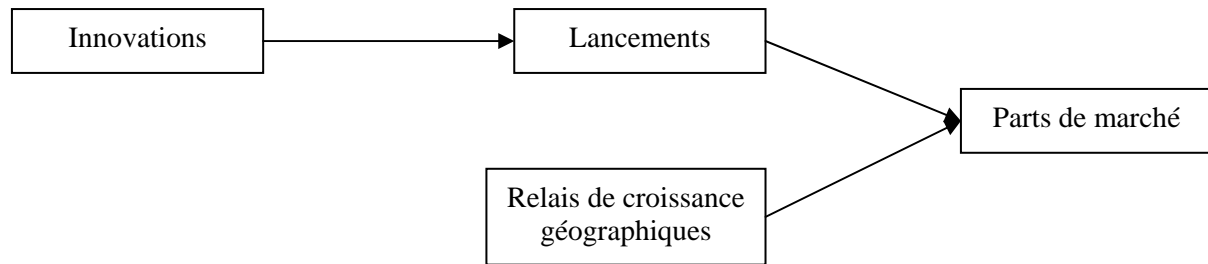 Innovations
Lancements
Parts de marché
Relais de croissance
géographiques